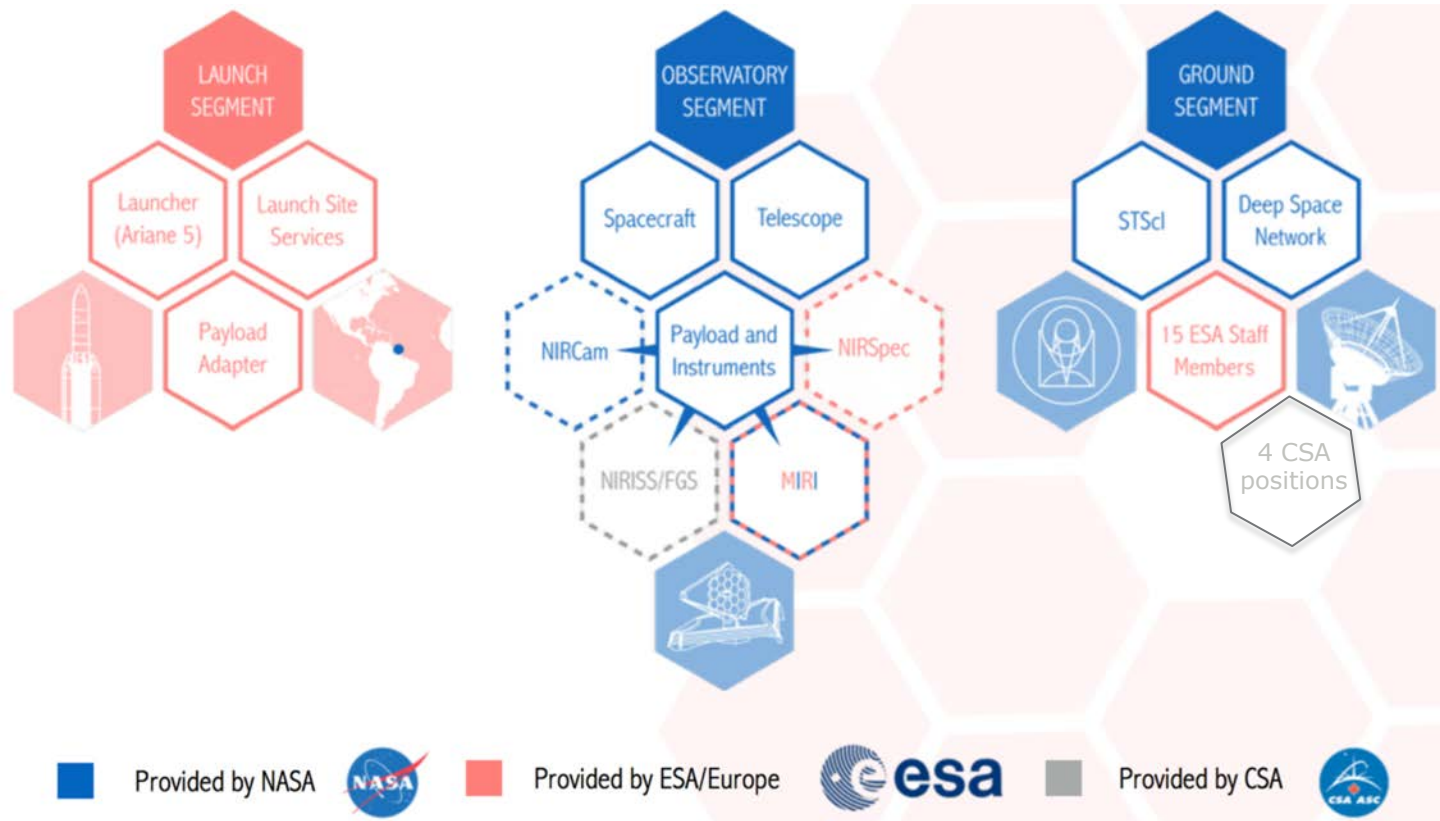 LAUNCH
SEGMENT
Launcher
(Ariane 5)
Launch Site
Services
Payload
Adapter
OBSERVATORY
SEGMENT
Spacecraft
Telescope
NIRCam
Payload and
Instruments
NIRSpec
NIRISS/FGS
MIRI
GROUND
SEGMENT
STScI
Deep Space
Network
15 ESA Staff
Members
4 CSA
positions
Provided by NASA
NASA
Provided by ESA/Europe
esa
Provided by CSA
CSA ASC